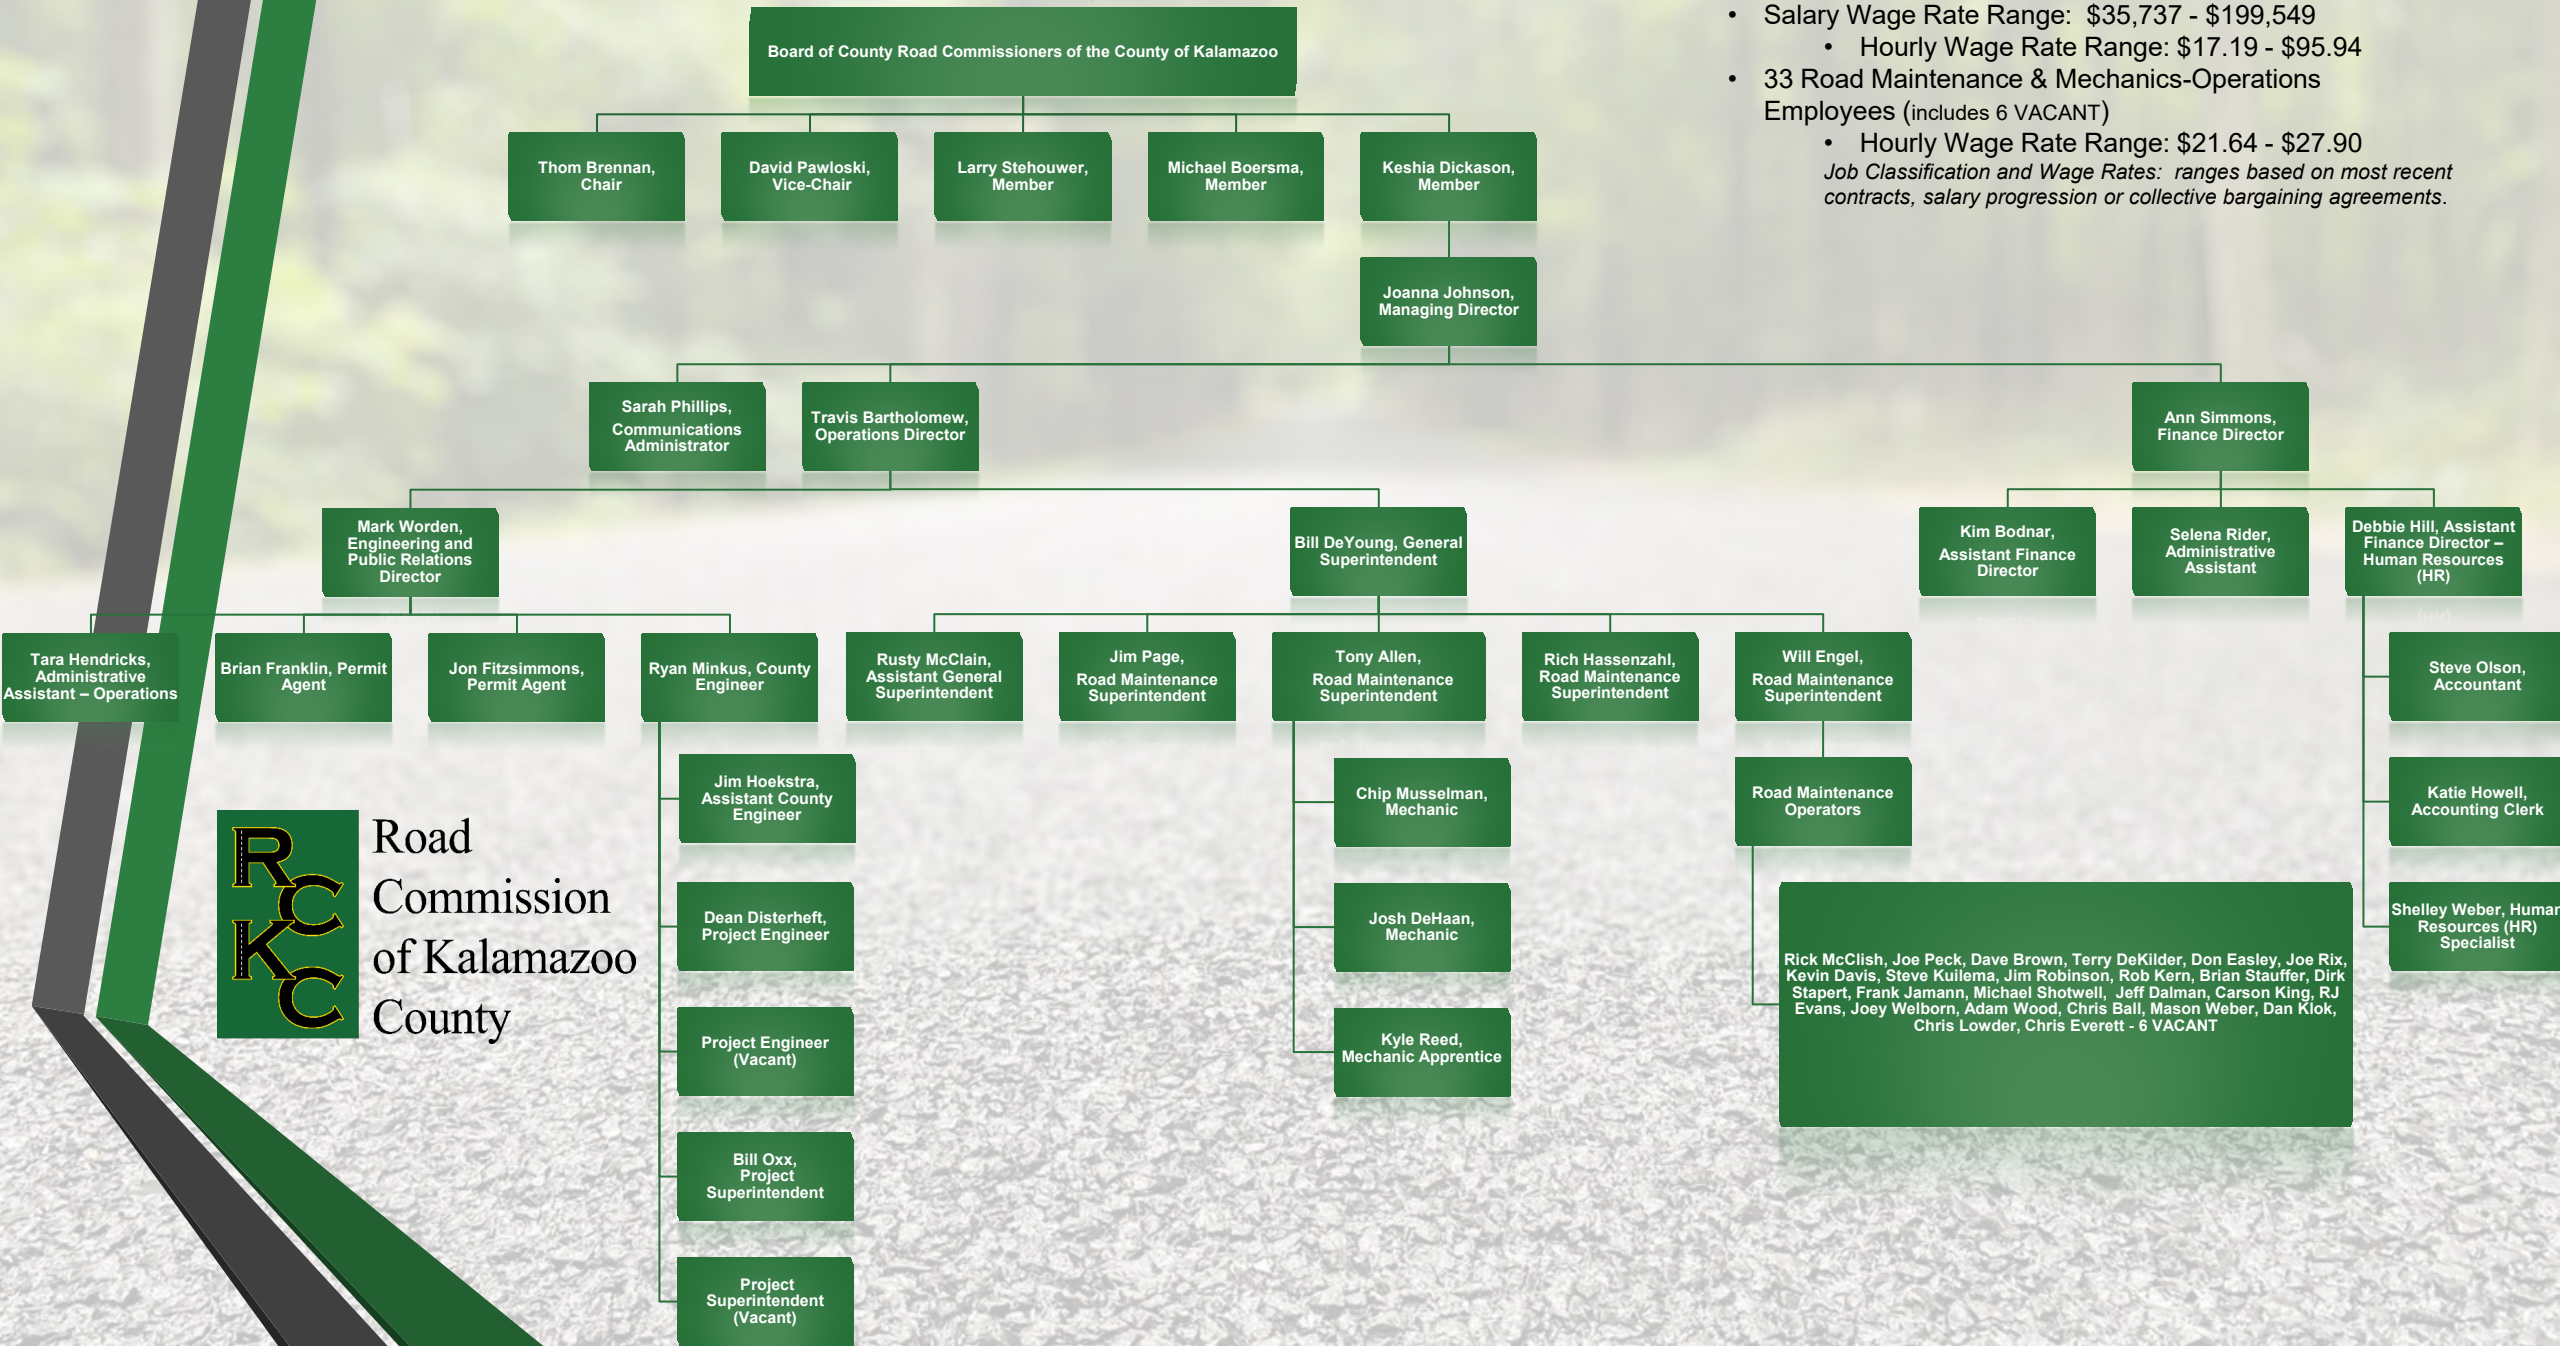 Board of County Road Commissioners of the County of Kalamazoo
• Salary Wage Rate Range: $35,737 - $199,549
• Hourly Wage Rate Range: $17.19 - $95.94
• 33 Road Maintenance & Mechanics-Operations
Employees (includes 6 VACANT)
• Hourly Wage Rate Range: $21.64 - $27.90
Job Classification and Wage Rates: ranges based on most recent
contracts, salary progression or collective bargaining agreements.
Thom Brennan,
Chair
David Pawloski,
Vice-Chair
Larry Stehouwer,
Member
Michael Boersma,
Member
Keshia Dickason,
Member
Joanna Johnson,
Managing Director
Sarah Phillips,
Communications
Administrator
Travis Bartholomew,
Operations Director
Ann Simmons,
Finance Director
Mark Worden,
Engineering and
Public Relations
Director
Bill DeYoung, General
Superintendent
Kim Bodnar,
Assistant Finance
Director
Selena Rider,
Administrative
Assistant
Debbie Hill, Assistant
Finance Director –
Human Resources
(HR)
Tara Hendricks,
Administrative
Assistant – Operations
Brian Franklin, Permit
Agent
Jon Fitzsimmons,
Permit Agent
Ryan Minkus, County
Engineer
Rusty McClain,
Assistant General
Superintendent
Jim Page,
Road Maintenance
Superintendent
Tony Allen,
Road Maintenance
Superintendent
Rich Hassenzahl,
Road Maintenance
Superintendent
Will Engel,
Road Maintenance
Superintendent
Steve Olson,
Accountant
Jim Hoekstra,
Assistant County
Engineer
Chip Musselman,
Mechanic
Road Maintenance
Operators
Katie Howell,
Accounting Clerk
Dean Disterheft,
Project Engineer
Josh DeHaan,
Mechanic
Rick McClish, Joe Peck, Dave Brown, Terry DeKilder, Don Easley, Joe Rix,
Kevin Davis, Steve Kuilema, Jim Robinson, Rob Kern, Brian Stauffer, Dirk
Stapert, Frank Jamann, Michael Shotwell, Jeff Dalman, Carson King, RJ
Evans, Joey Welborn, Adam Wood, Chris Ball, Mason Weber, Dan Klok,
Chris Lowder, Chris Everett - 6 VACANT
Shelley Weber, Human
Resources (HR)
Specialist
Project Engineer
(Vacant)
Kyle Reed,
Mechanic Apprentice
Bill Oxx,
Project
Superintendent
Project
Superintendent
(Vacant)
RCKC
Road
Commission
of Kalamazoo
County